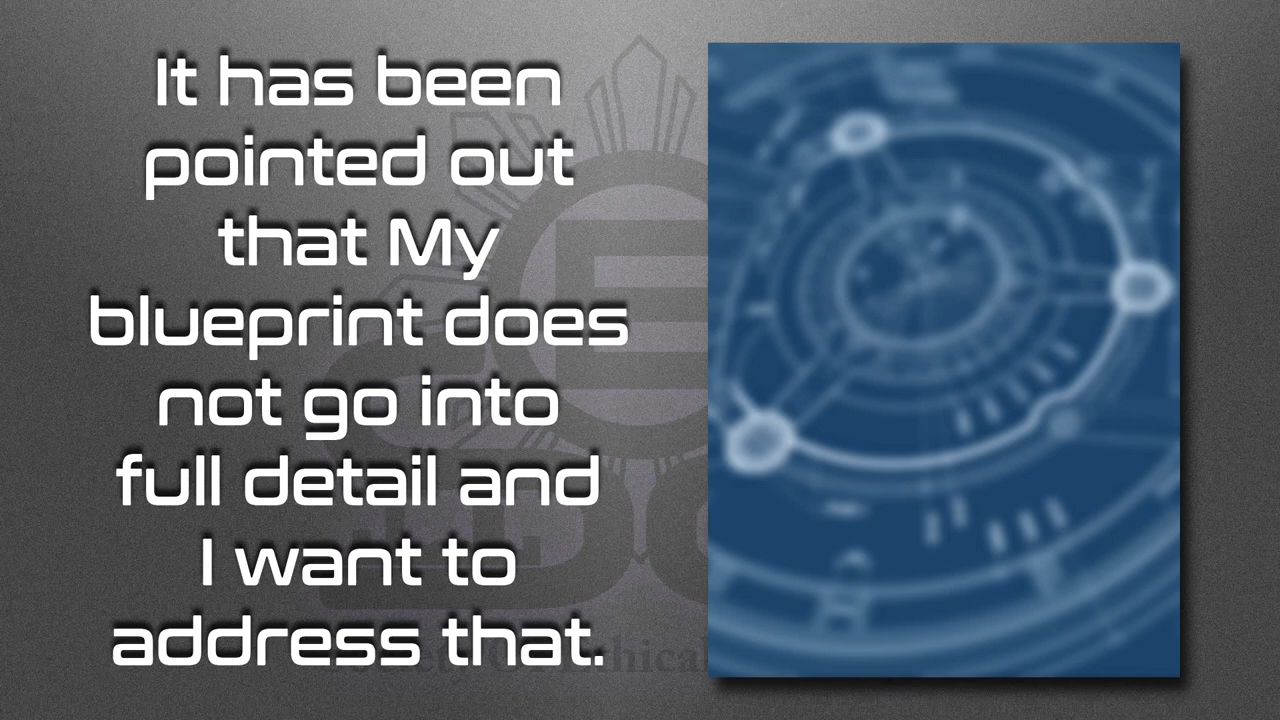 It has been
pointed out
that My
blueprint does
not go into
full detail and
I want to
address that.